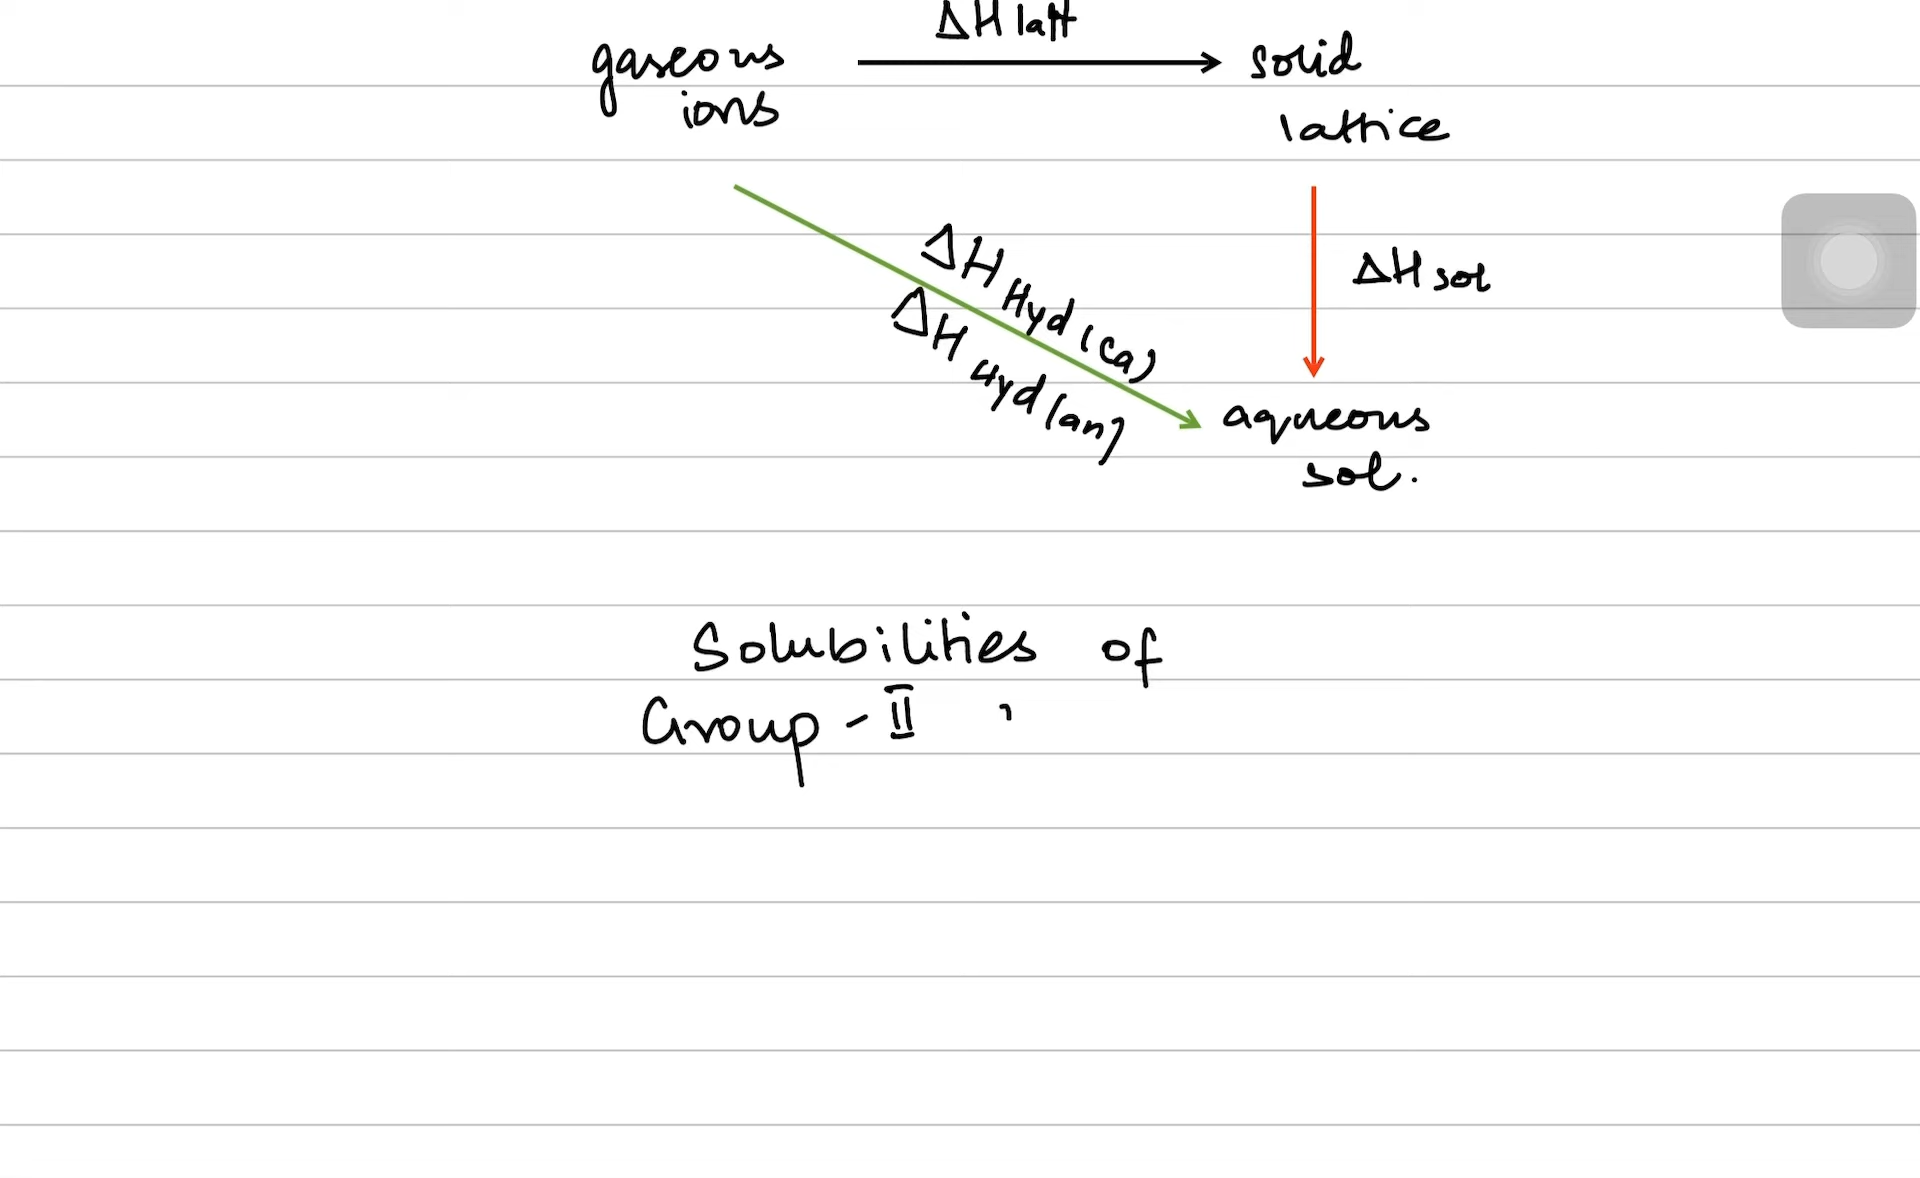 ΔH latt
gaseous
ions
solid
lattice
ΔH Hyd (ca)
ΔH Hyd (an)
ΔH sol
aqueous
sol.
Solubilities of
Group - II